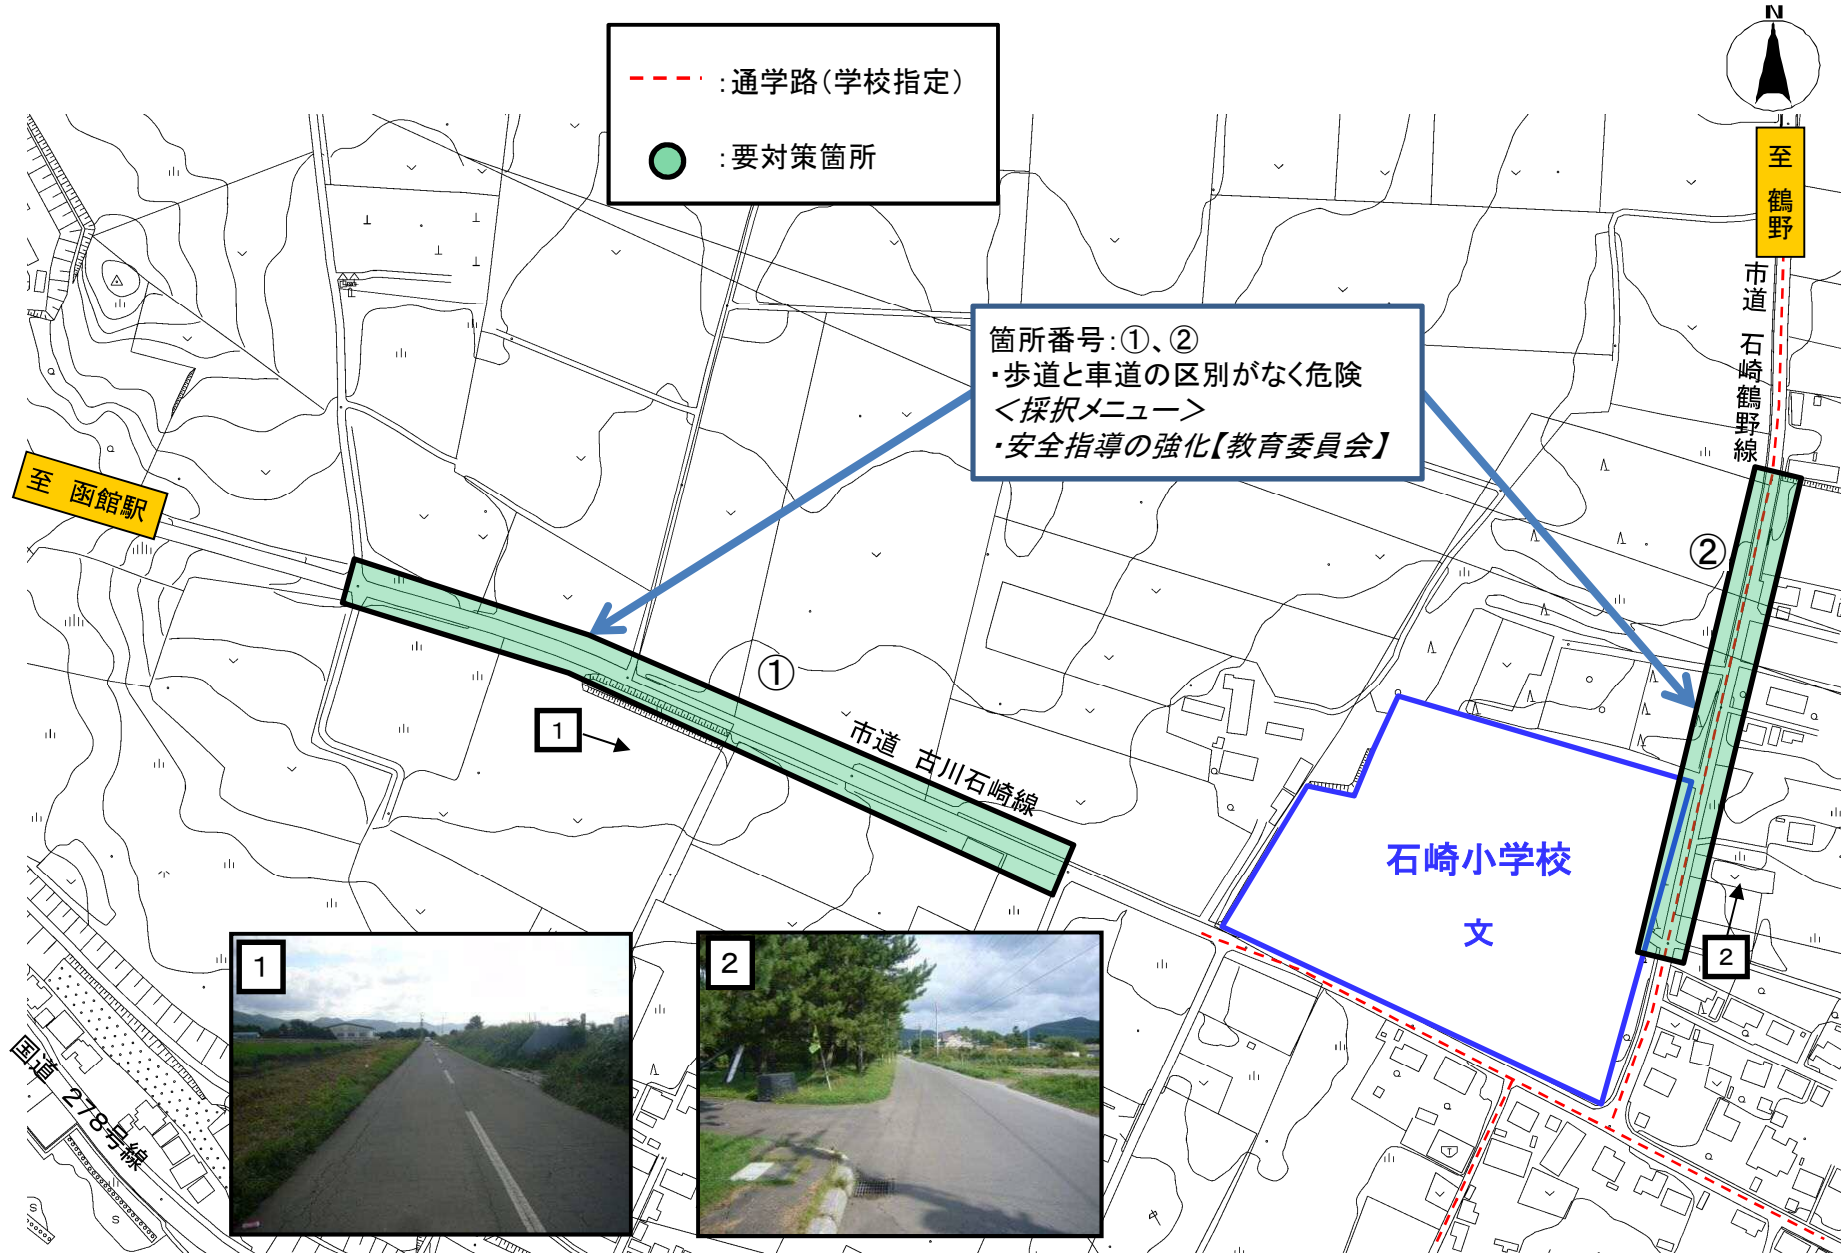 N
:通学路(学校指定)
:要対策箇所
至 鶴野
市道 石崎鶴野線
箇所番号:①、②
・歩道と車道の区別がなく危険
<採択メニュー>
・安全指導の強化【教育委員会】
至 函館駅
②
①
1
市道 古川石崎線
石崎小学校
文
2
1
2
国道 278号線